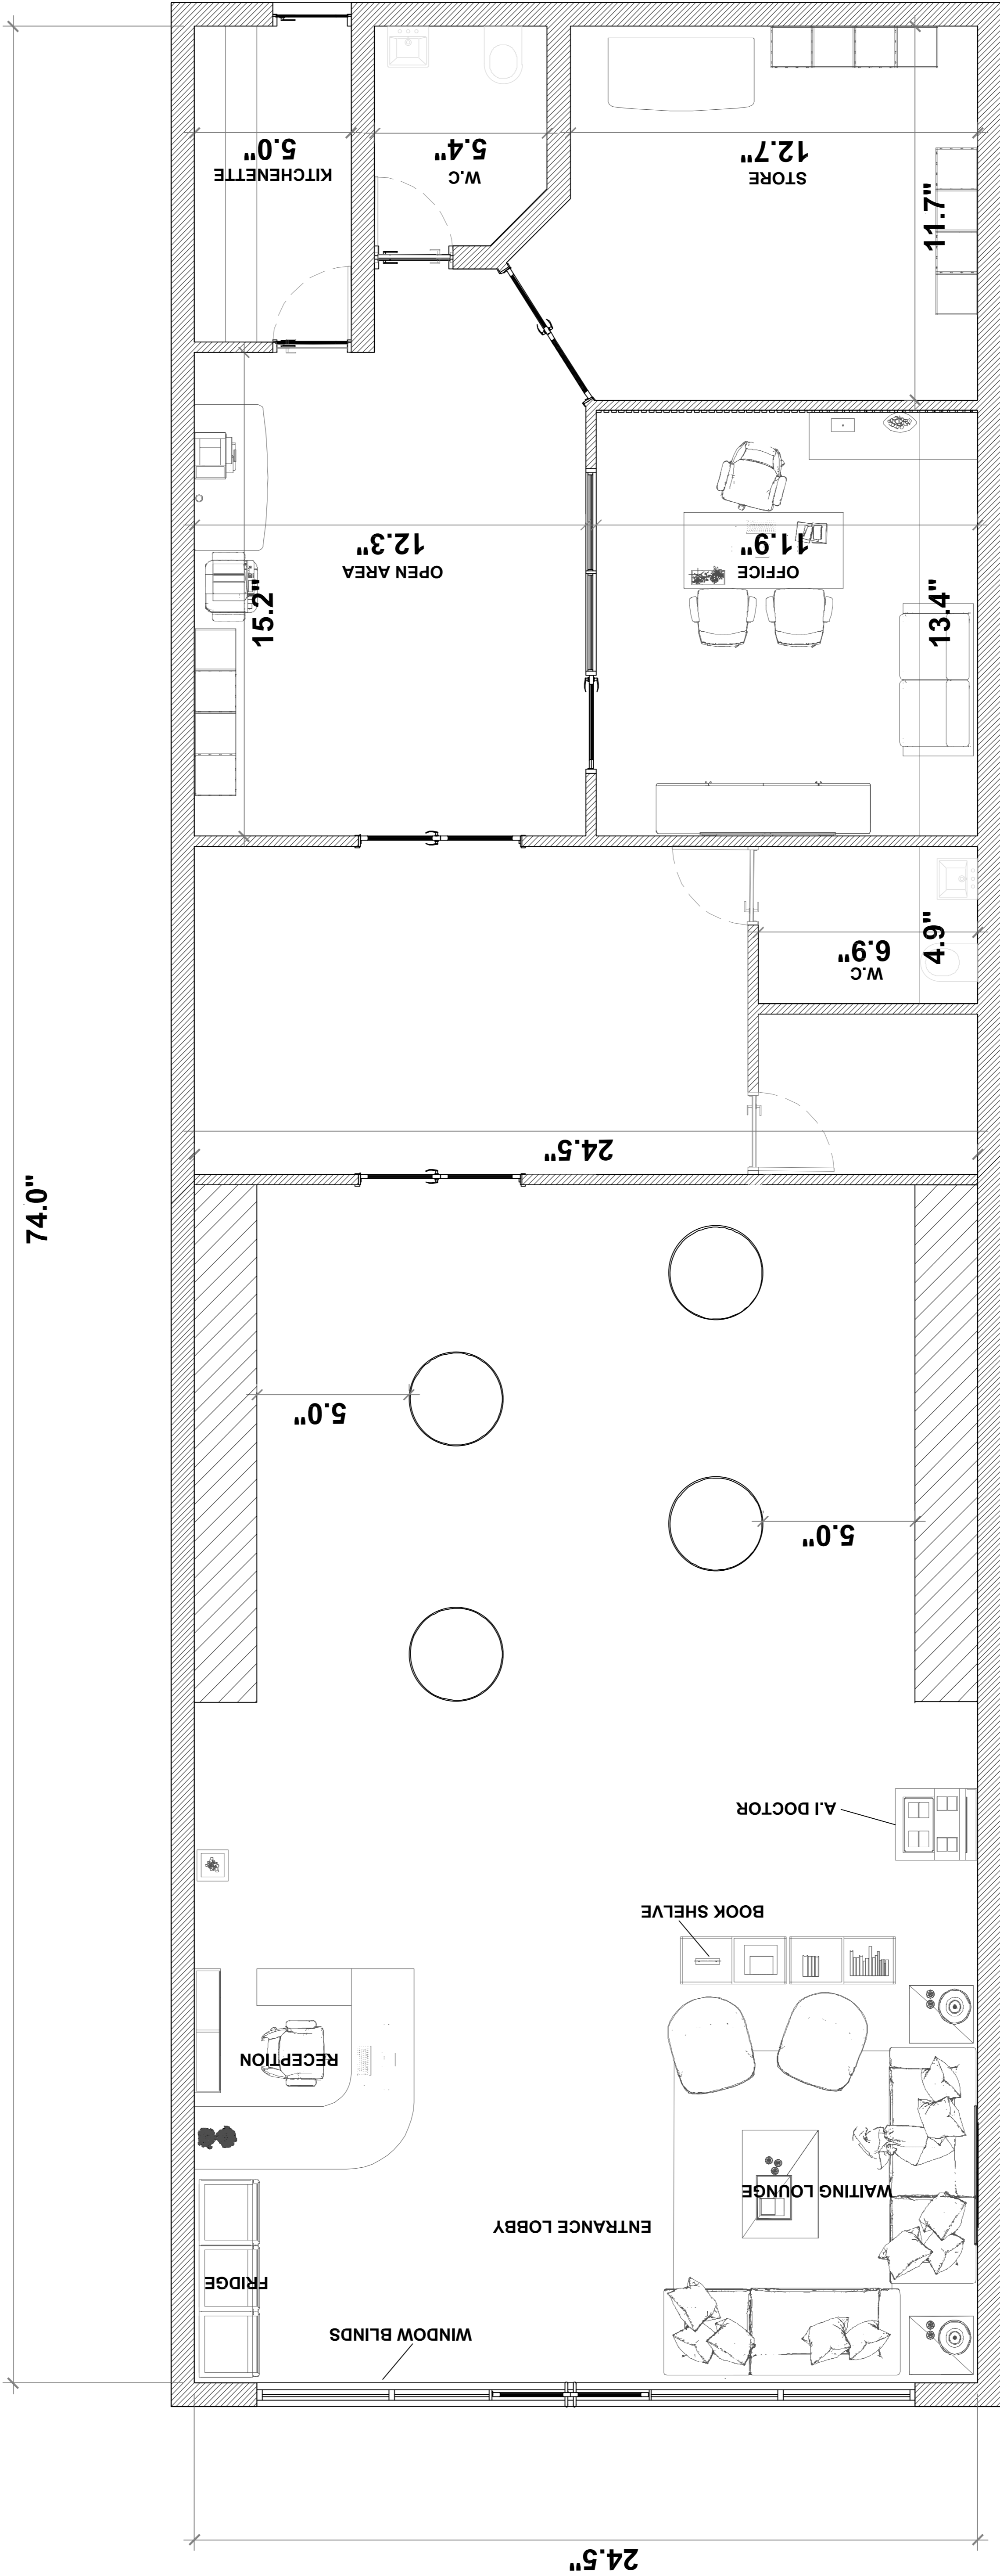 24.5"
WINDOW BLINDS
FRIDGE
ENTRANCE LOBBY
WAITING LOUNGE
RECEPTION
BOOK SHELVE
A.I DOCTOR
5.0"
5.0"
74.0"
24.5"
W.C
6.9"
4.9"
OFFICE
11.9"
13.4"
OPEN AREA
12.3"
15.2"
STORE
12.7"
11.7"
W.C
5.4"
KITCHENETTE
5.0"